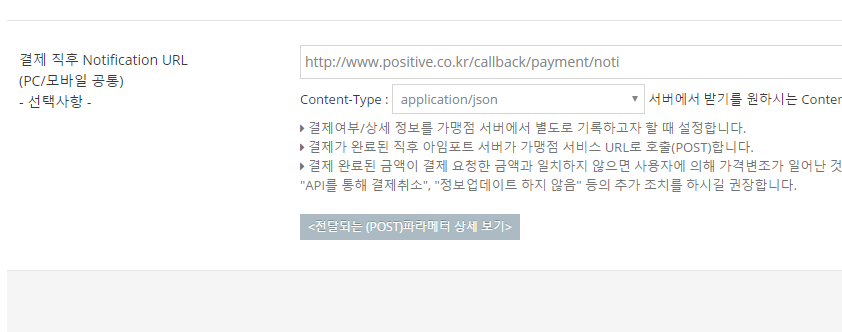 결제 직후 Notification URL
(PC/모바일 공통)
- 선택사항 -
http://www.positive.co.kr/callback/payment/noti
Content-Type : application/json 서버에서 받기를 원하시는 Conten
결제여부/상세 정보를 가맹점 서버에서 별도로 기록하고자 할 때 설정합니다.
결제가 완료된 직후 아임포트 서버가 가맹점 서비스 URL로 호출(POST)합니다.
결제 완료된 금액이 결제 요청한 금액과 일치하지 않으면 사용자에 의해 가격변조가 일어난 것
"API를 통해 결제취소", "정보업데이트 하지 않음" 등의 추가 조치를 하시길 권장합니다.
<전달되는 (POST)파라메터 상세 보기>